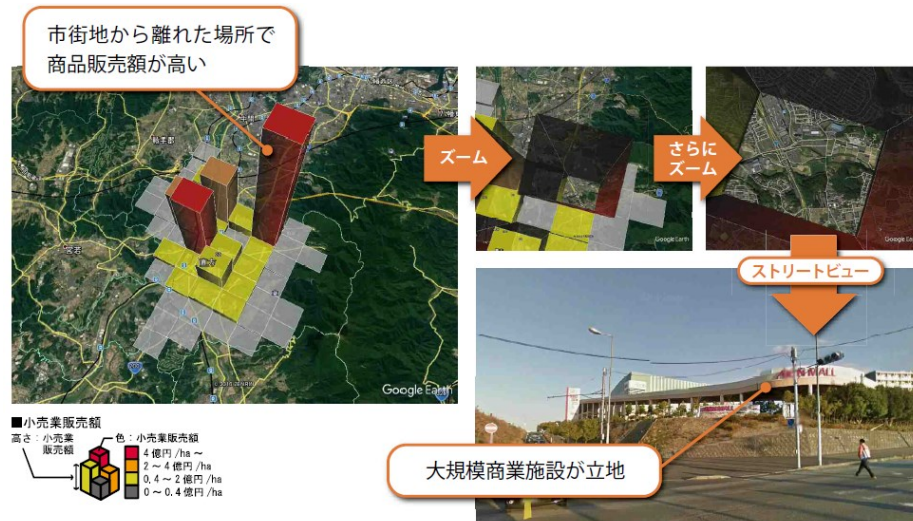 市街地から離れた場所で
商品販売額が高い
ズーム
さらに
ズーム
直方
Google Earth
Google Earth
Google Earth
ストリートビュー
大規模商業施設が立地
■小売業販売額
高さ：小売業
販売額
色：小売業販売額
4 億円 /ha ～
2 ～ 4 億円 /ha
0.4 ～ 2 億円 /ha
0 ～ 0.4 億円 /ha